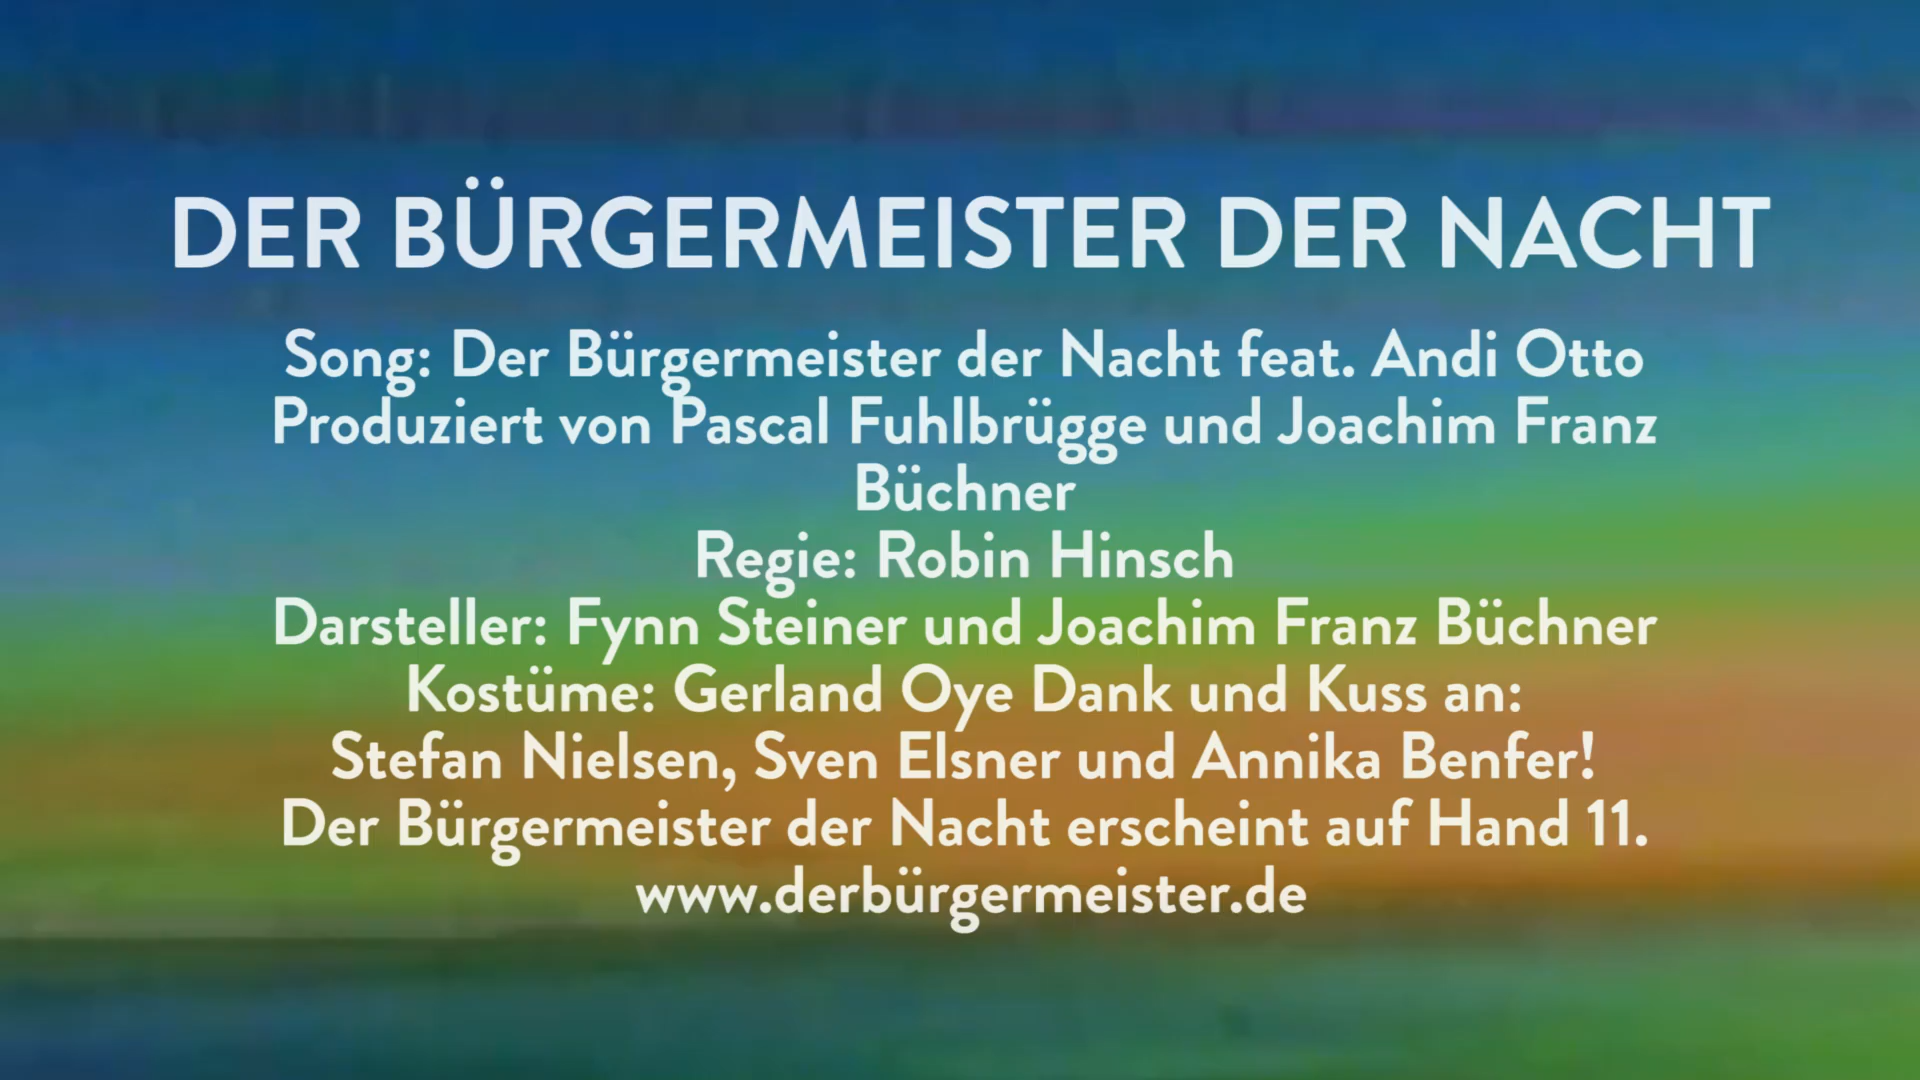 DER BÜRGERMEISTER DER NACHT
Song: Der Bürgermeister der Nacht feat. Andi Otto
Produziert von Pascal Fuhlbrügge und Joachim Franz
Büchner
Regie: Robin Hinsch
Darsteller: Fynn Steiner und Joachim Franz Büchner
Kostüme: Gerland Oye Dank und Kuss an:
Stefan Nielsen, Sven Elsner und Annika Benfer!
Der Bürgermeister der Nacht erscheint auf Hand 11.
www.derbürgermeister.de